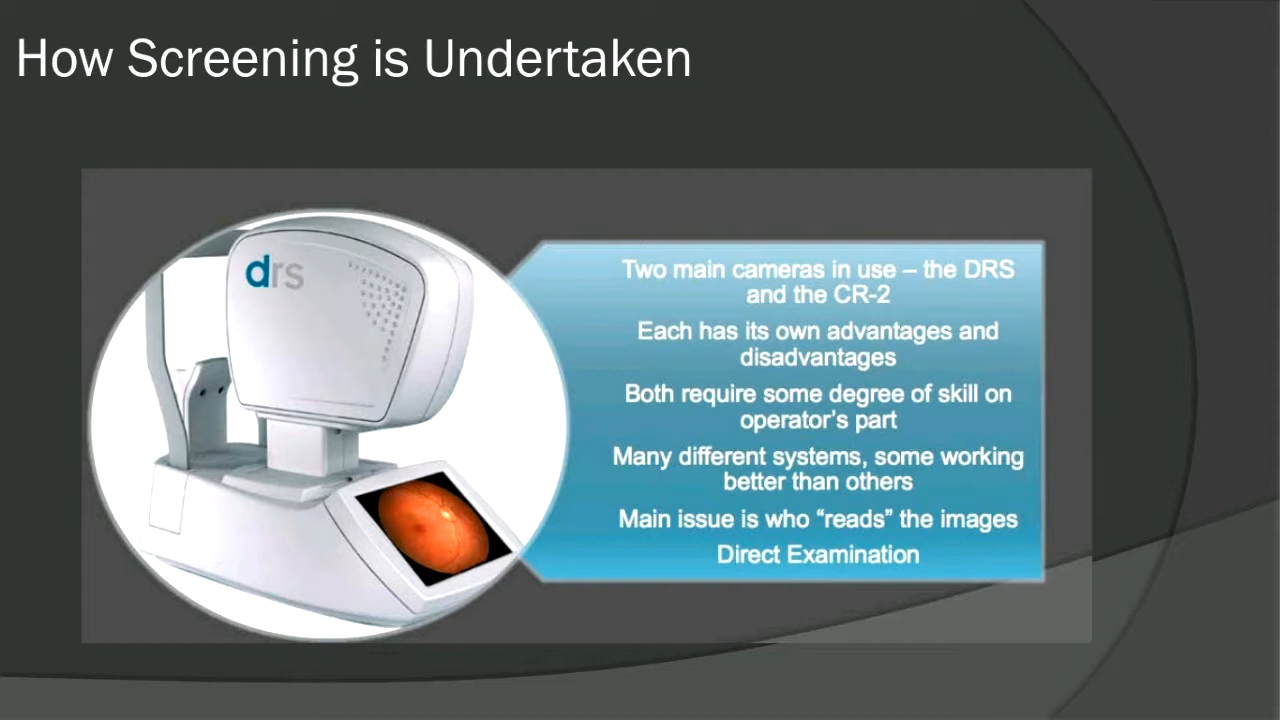 How Screening is Undertaken
drs
Two main cameras in use – the DRS
and the CR-2
Each has its own advantages and
disadvantages
Both require some degree of skill on
operator’s part
Many different systems, some working
better than others
Main issue is who “reads” the images
Direct Examination